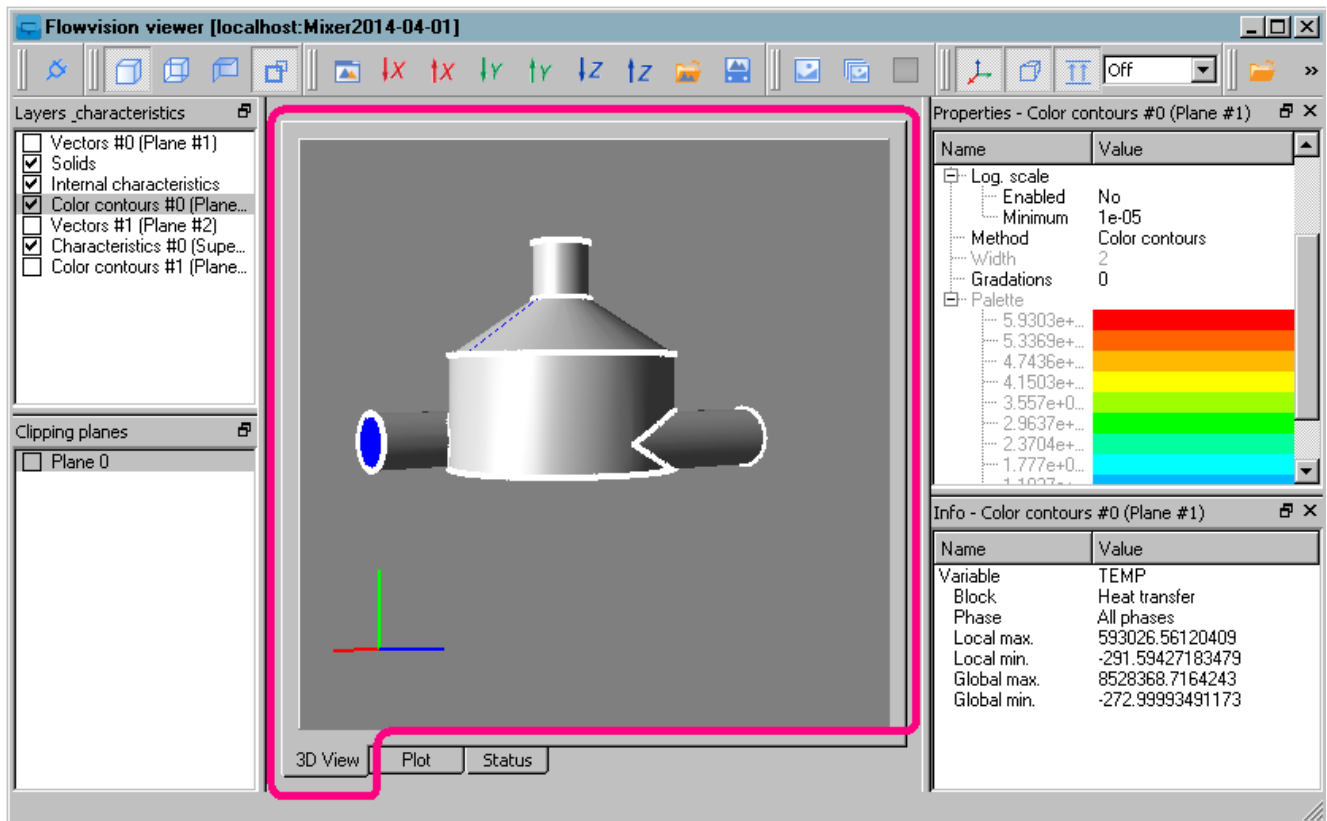 Flowvision viewer [localhost:Mixer2014-04-01]
X X Y Y Z Z Off »
Layers _characteristics
Vectors #0 (Plane #1)
Solids
Internal characteristics
Color contours #0 (Plane...
Vectors #1 (Plane #2)
Characteristics #0 (Supe...
Color contours #1 (Plane...
Clipping planes
Plane 0
3D View Plot Status
Properties - Color contours #0 (Plane #1)
Name Value
Log. scale
Enabled No
Minimum 1e-05
Method Color contours
Width 2
Gradations 0
Palette
5.9303e+...
5.3369e+...
4.7436e+...
4.1503e+...
3.557e+0...
2.9637e+...
2.3704e+...
1.777e+0...
Info - Color contours #0 (Plane #1)
Name Value
Variable TEMP
Block Heat transfer
Phase All phases
Local max. 593026.56120409
Local min. -291.59427183479
Global max. 8528368.7164243
Global min. -272.99993491173